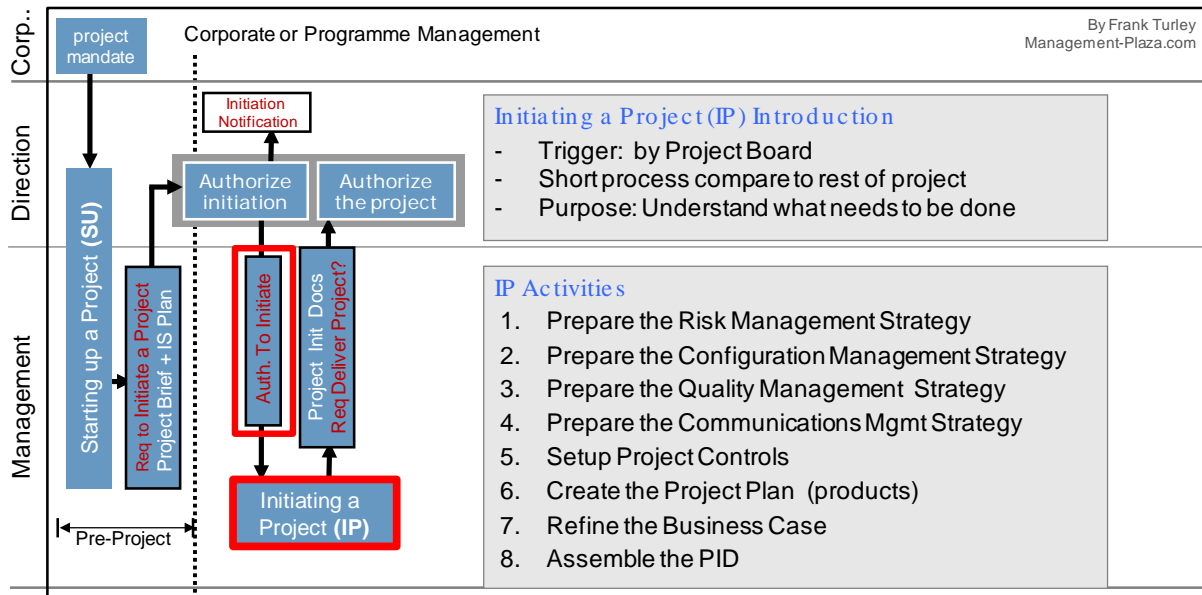 Corp..
project
mandate
Corporate or Programme Management
By Frank Turley
Management-Plaza.com
Direction
Initiation
Notification
Authorize
initiation
Authorize
the project
Initiating a Project (IP) Introduction
- Trigger: by Project Board
- Short process compare to rest of project
- Purpose: Understand what needs to be done
Management
Starting up a Project (SU)
Req to Initiate a Project
Project Brief + IS Plan
Auth. To Initiate
Project Init Docs
Req Deliver Project?
Initiating a
Project (IP)
Pre-Project
IP Activities
1. Prepare the Risk Management Strategy
2. Prepare the Configuration Management Strategy
3. Prepare the Quality Management Strategy
4. Prepare the Communications Mgmt Strategy
5. Setup Project Controls
6. Create the Project Plan (products)
7. Refine the Business Case
8. Assemble the PID